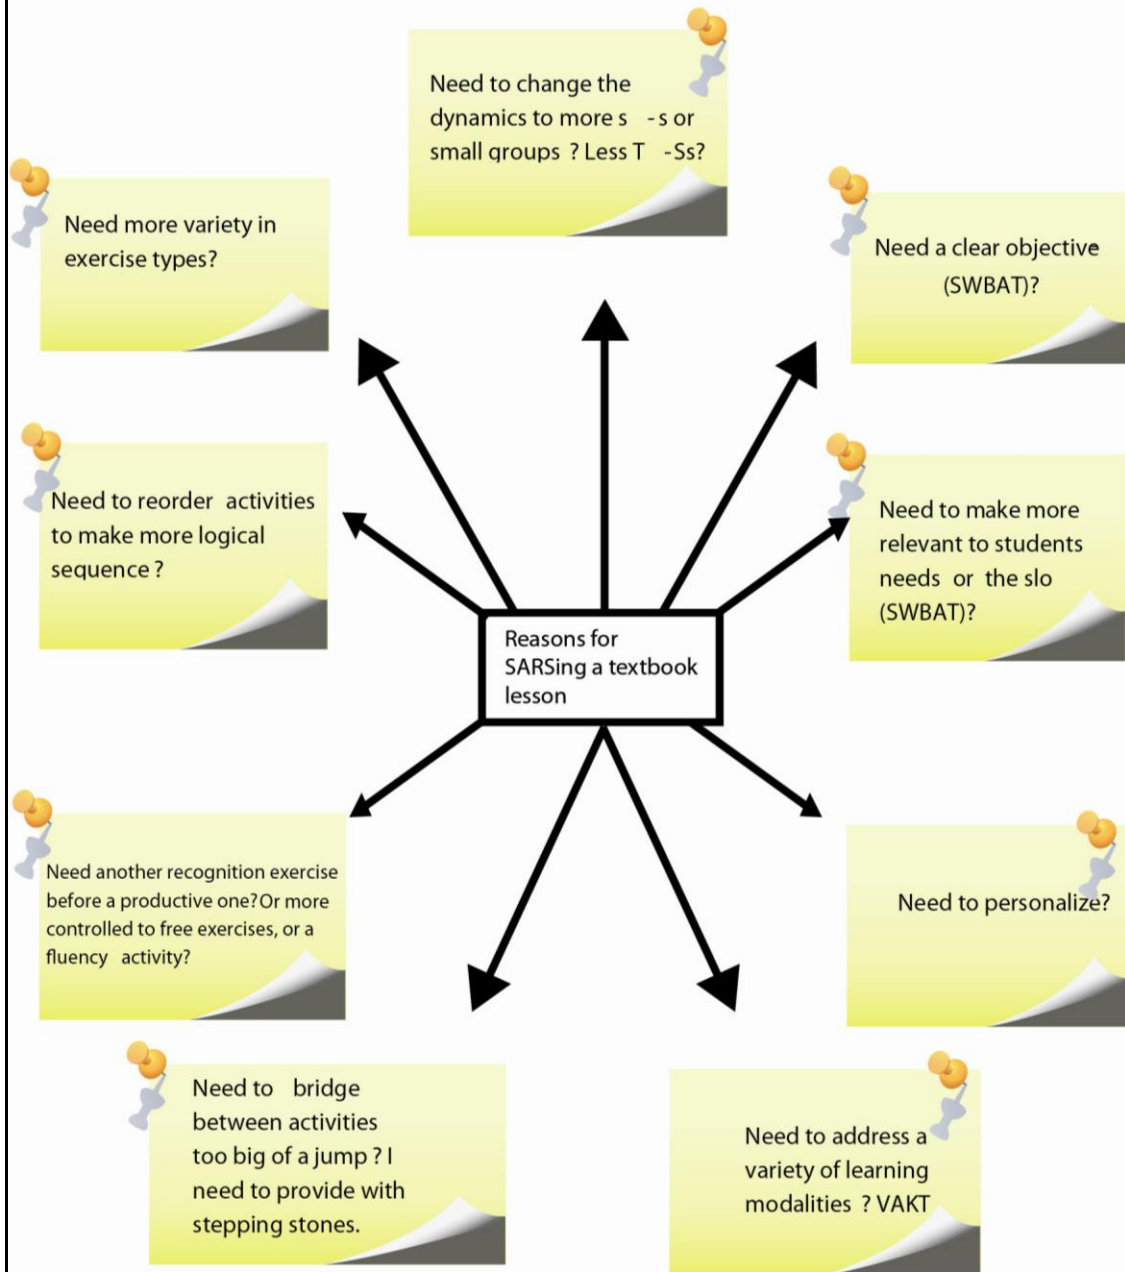 Need to change the
dynamics to more s -s or
small groups ? Less T -Ss?
Need more variety in
exercise types?
Need a clear objective
(SWBAT)?
Need to reorder activities
to make more logical
sequence ?
Need to make more
relevant to students
needs or the slo
(SWBAT)?
Reasons for
SARSing a textbook
lesson
Need another recognition exercise
before a productive one?Or more
controlled to free exercises, or a
fluency activity?
Need to personalize?
Need to bridge
between activities
too big of a jump ? I
need to provide with
stepping stones.
Need to address a
variety of learning
modalities ? VAKT